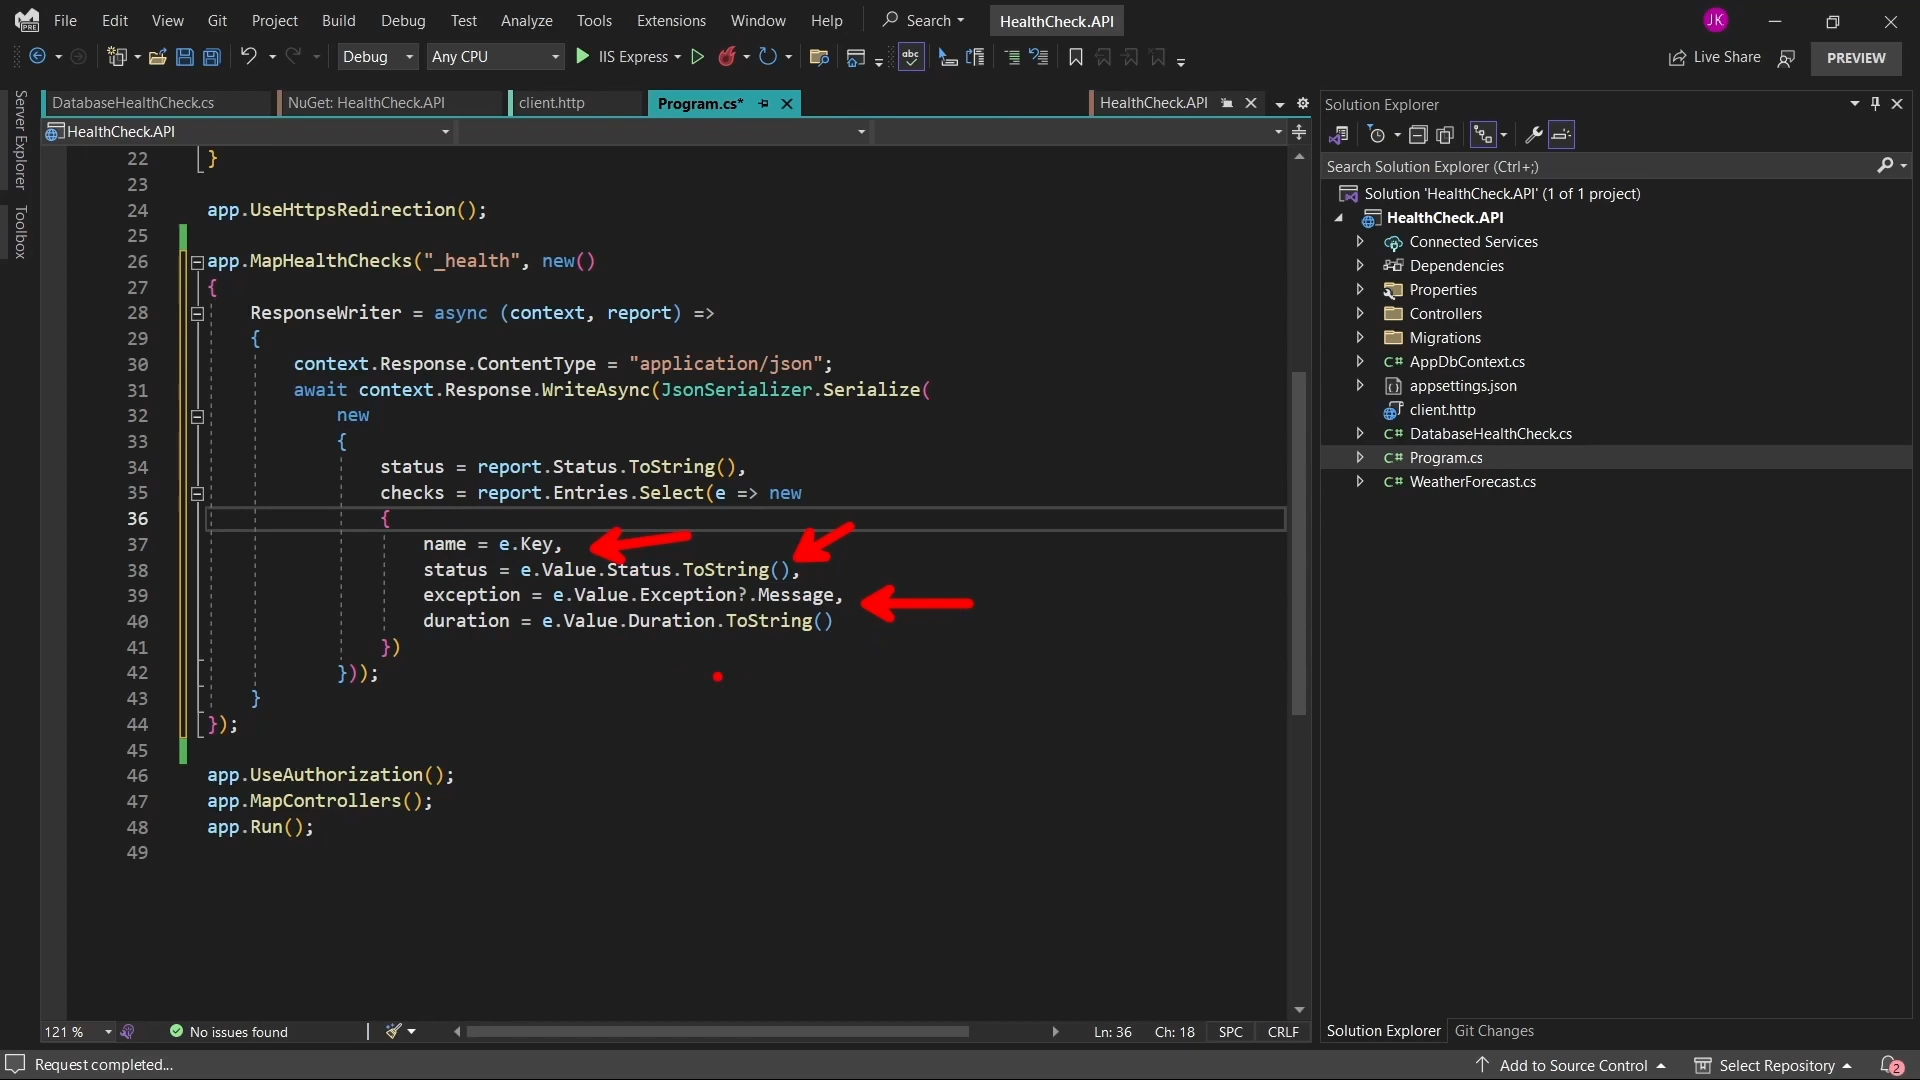 File Edit View Git Project Build Debug Test Analyze Tools Extensions Window Help Search HealthCheck.API JK
PRE
Debug Any CPU IIS Express abc Live Share PREVIEW
Server Explorer
Toolbox
DatabaseHealthCheck.cs NuGet: HealthCheck.API client.http Program.cs* HealthCheck.API
HealthCheck.API
22 }
23
24 app.UseHttpsRedirection();
25
26 app.MapHealthChecks("_health", new()
27 {
28 ResponseWriter = async (context, report) =>
29 {
30 context.Response.ContentType = "application/json";
31 await context.Response.WriteAsync(JsonSerializer.Serialize(
32 new
33 {
34 status = report.Status.ToString(),
35 checks = report.Entries.Select(e => new
36 {
37 name = e.Key,
38 status = e.Value.Status.ToString(),
39 exception = e.Value.Exception?.Message,
40 duration = e.Value.Duration.ToString()
41 })
42 }));
43 }
44 });
45
46 app.UseAuthorization();
47 app.MapControllers();
48 app.Run();
49
121 % No issues found Ln: 36 Ch: 18 SPC CRLF
Solution Explorer
Search Solution Explorer (Ctrl+;)
Solution 'HealthCheck.API' (1 of 1 project)
HealthCheck.API
Connected Services
Dependencies
Properties
Controllers
Migrations
C# AppDbContext.cs
appsettings.json
client.http
C# DatabaseHealthCheck.cs
C# Program.cs
C# WeatherForecast.cs
Solution Explorer Git Changes
Request completed... Add to Source Control Select Repository 2